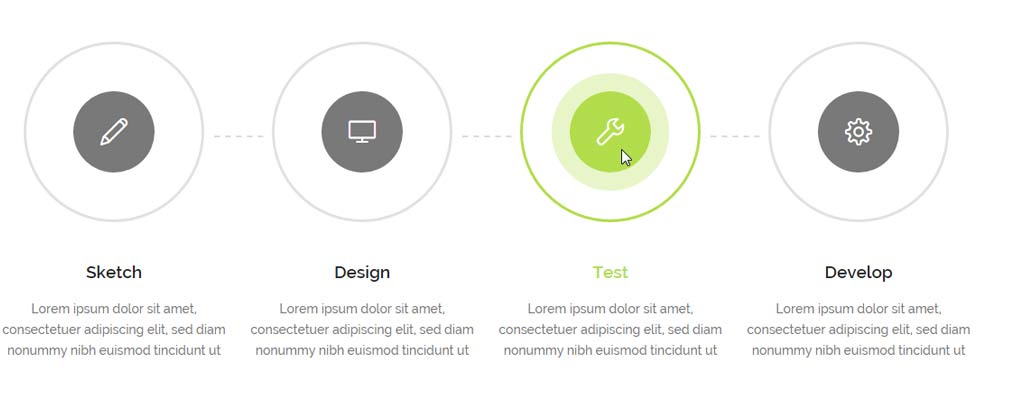 Sketch
Lorem ipsum dolor sit amet,
consectetuer adipiscing elit, sed diam
nonummy nibh euismod tincidunt ut
Design
Lorem ipsum dolor sit amet,
consectetuer adipiscing elit, sed diam
nonummy nibh euismod tincidunt ut
Test
Lorem ipsum dolor sit amet,
consectetuer adipiscing elit, sed diam
nonummy nibh euismod tincidunt ut
Develop
Lorem ipsum dolor sit amet,
consectetuer adipiscing elit, sed diam
nonummy nibh euismod tincidunt ut